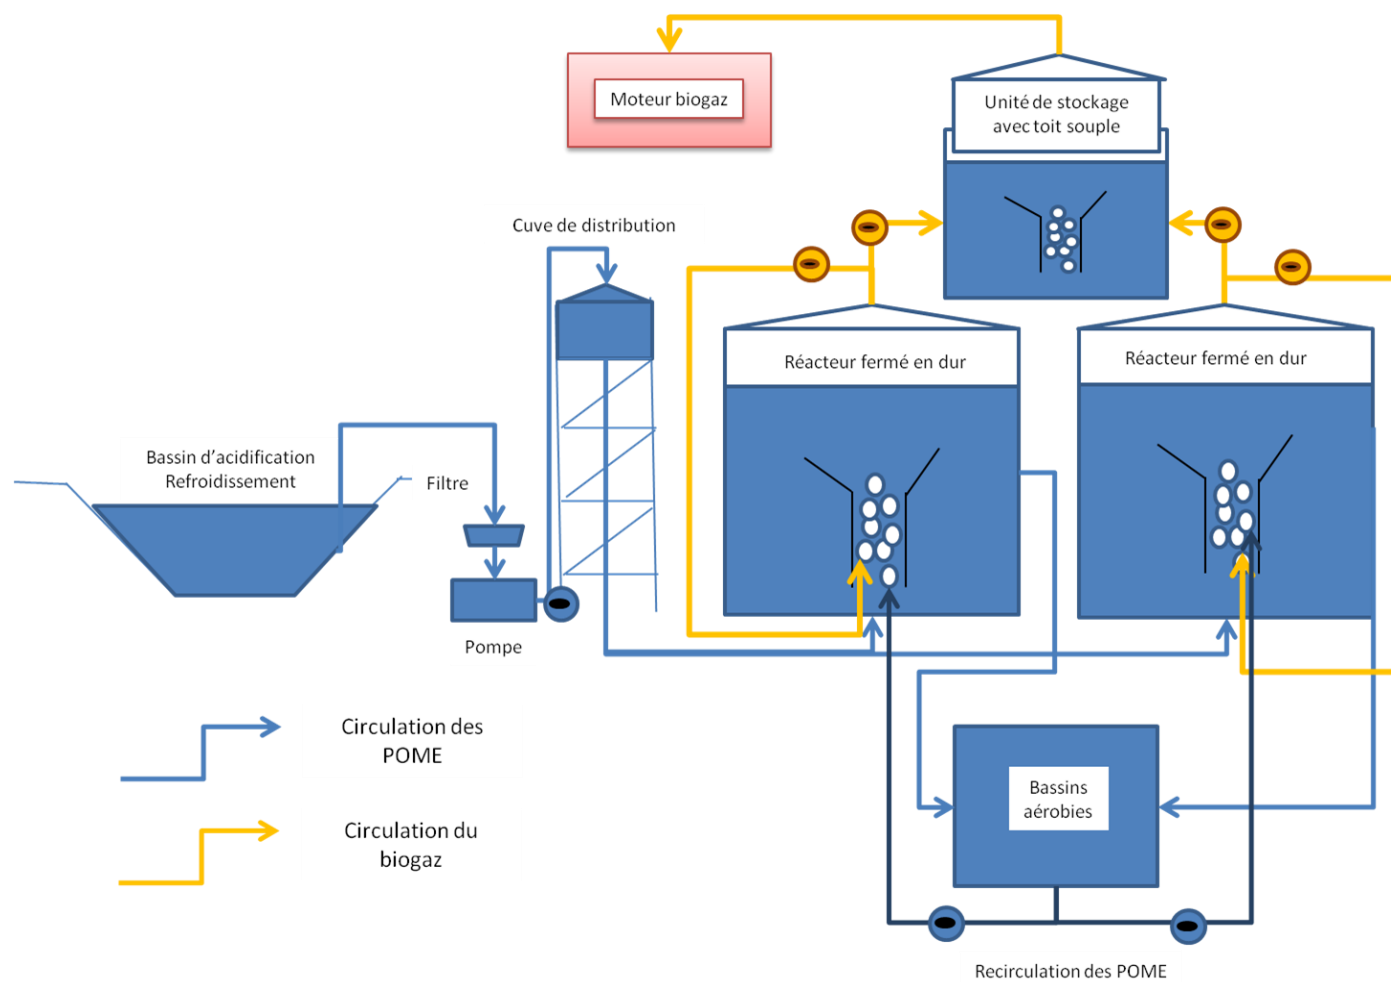 Moteur biogaz
Unité de stockage
avec toit souple
Cuve de distribution
Réacteur fermé en dur
Réacteur fermé en dur
Bassin d'acidification
Refroidissement
Filtre
Pompe
Circulation des
POME
Bassins
aérobies
Circulation du
biogaz
Recirculation des POME